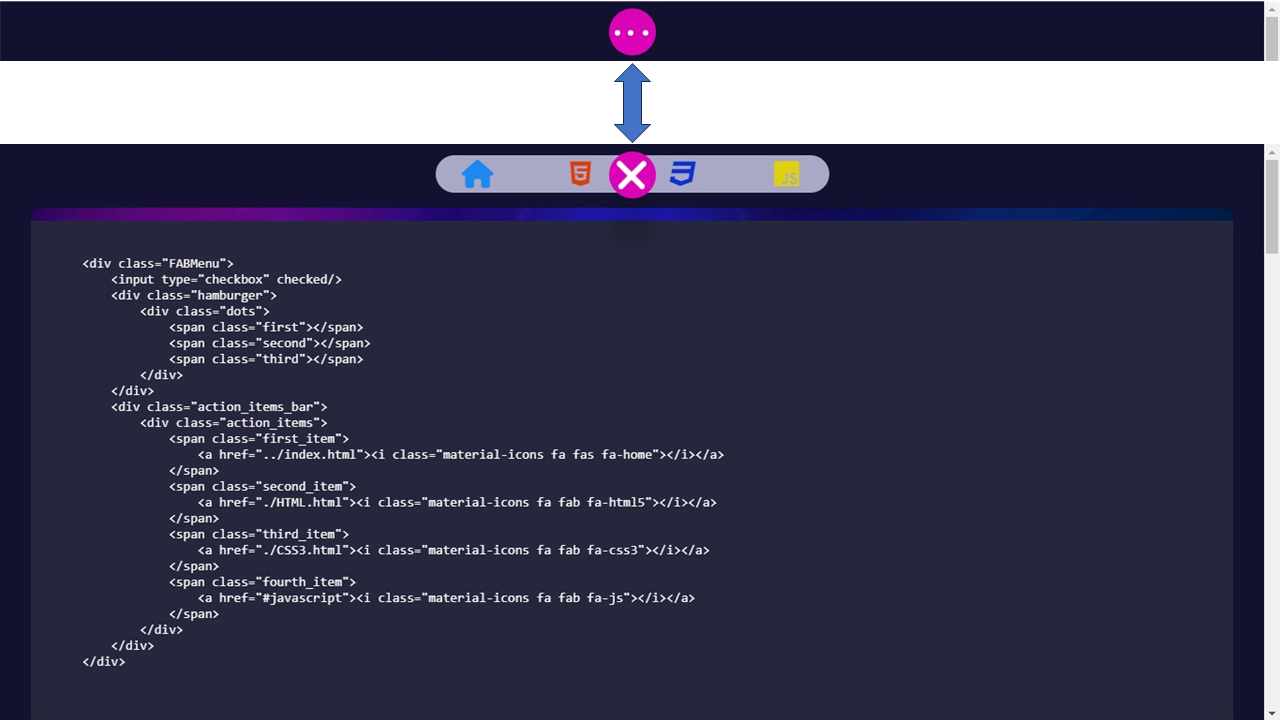 5
JS
<div class="FABMenu">
<input type="checkbox" checked/>
<div class="hamburger">
<div class="dots">
<span class="first"></span>
<span class="second"></span>
<span class="third"></span>
</div>
</div>
<div class="action_items_bar">
<div class="action_items">
<span class="first_item">
<a href="../index.html"><i class="material-icons fa fas fa-home"></i></a>
</span>
<span class="second_item">
<a href="./HTML.html"><i class="material-icons fa fab fa-html5"></i></a>
</span>
<span class="third_item">
<a href="./CSS3.html"><i class="material-icons fa fab fa-css3"></i></a>
</span>
<span class="fourth_item">
<a href="#javascript"><i class="material-icons fa fab fa-js"></i></a>
</span>
</div>
</div>
</div>